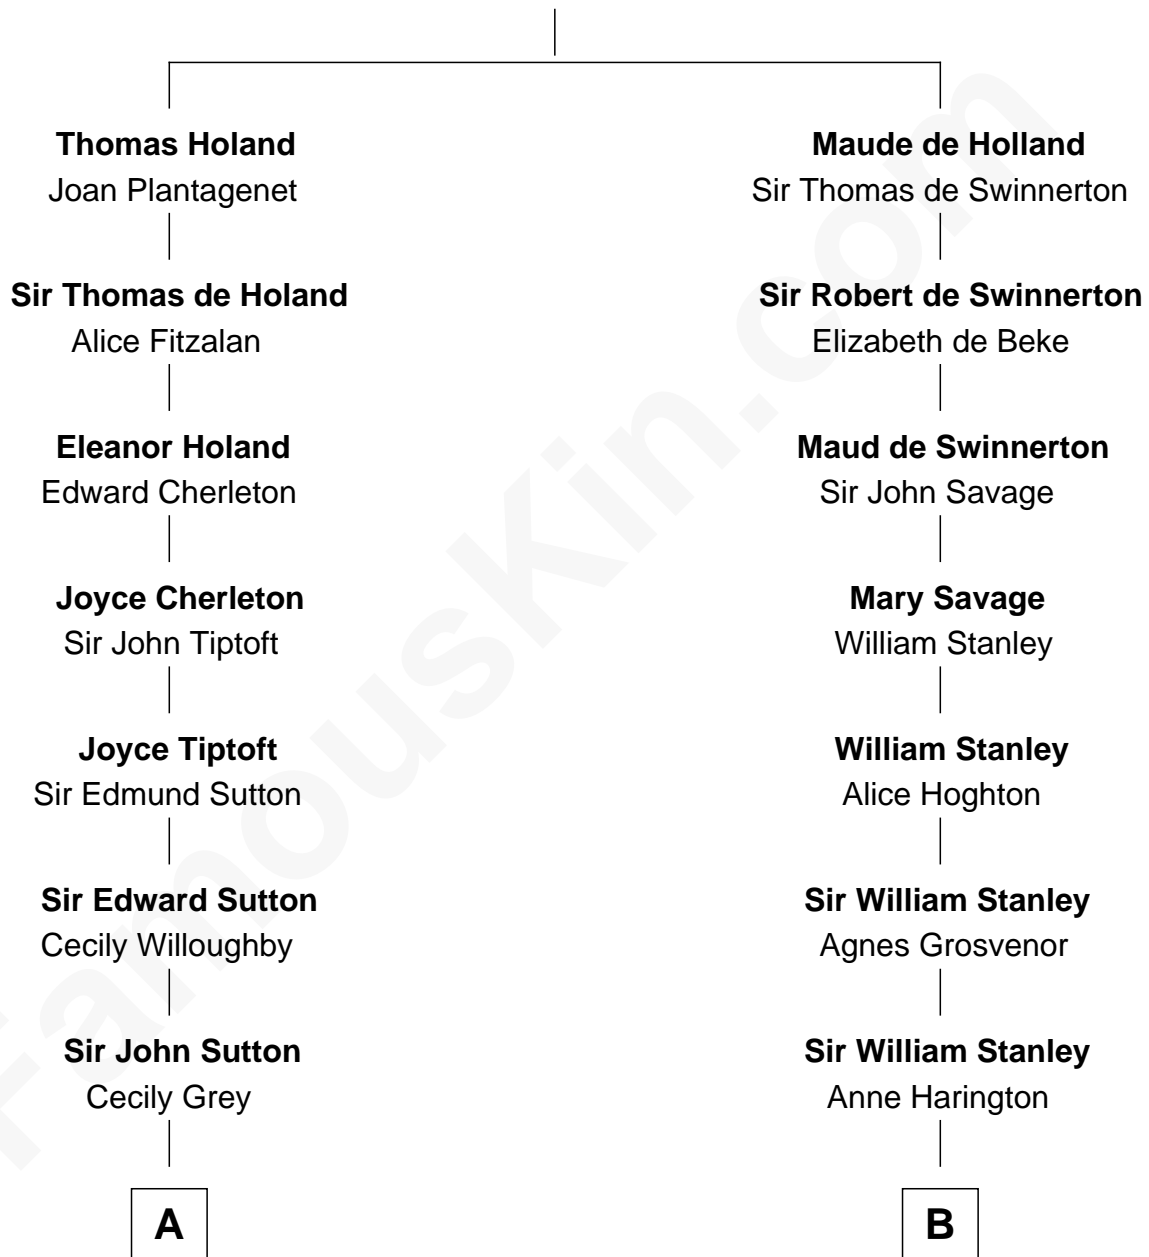 Thomas Holand
Joan Plantagenet
Sir Thomas de Holand
Alice Fitzalan
Eleanor Holand
Edward Cherleton
Joyce Cherleton
Sir John Tiptoft
Joyce Tiptoft
Sir Edmund Sutton
Sir Edward Sutton
Cecily Willoughby
Sir John Sutton
Cecily Grey
A
Maude de Holland
Sir Thomas de Swinnerton
Sir Robert de Swinnerton
Elizabeth de Beke
Maud de Swinnerton
Sir John Savage
Mary Savage
William Stanley
William Stanley
Alice Hoghton
Sir William Stanley
Agnes Grosvenor
Sir William Stanley
Anne Harington
B
FamousKin.com